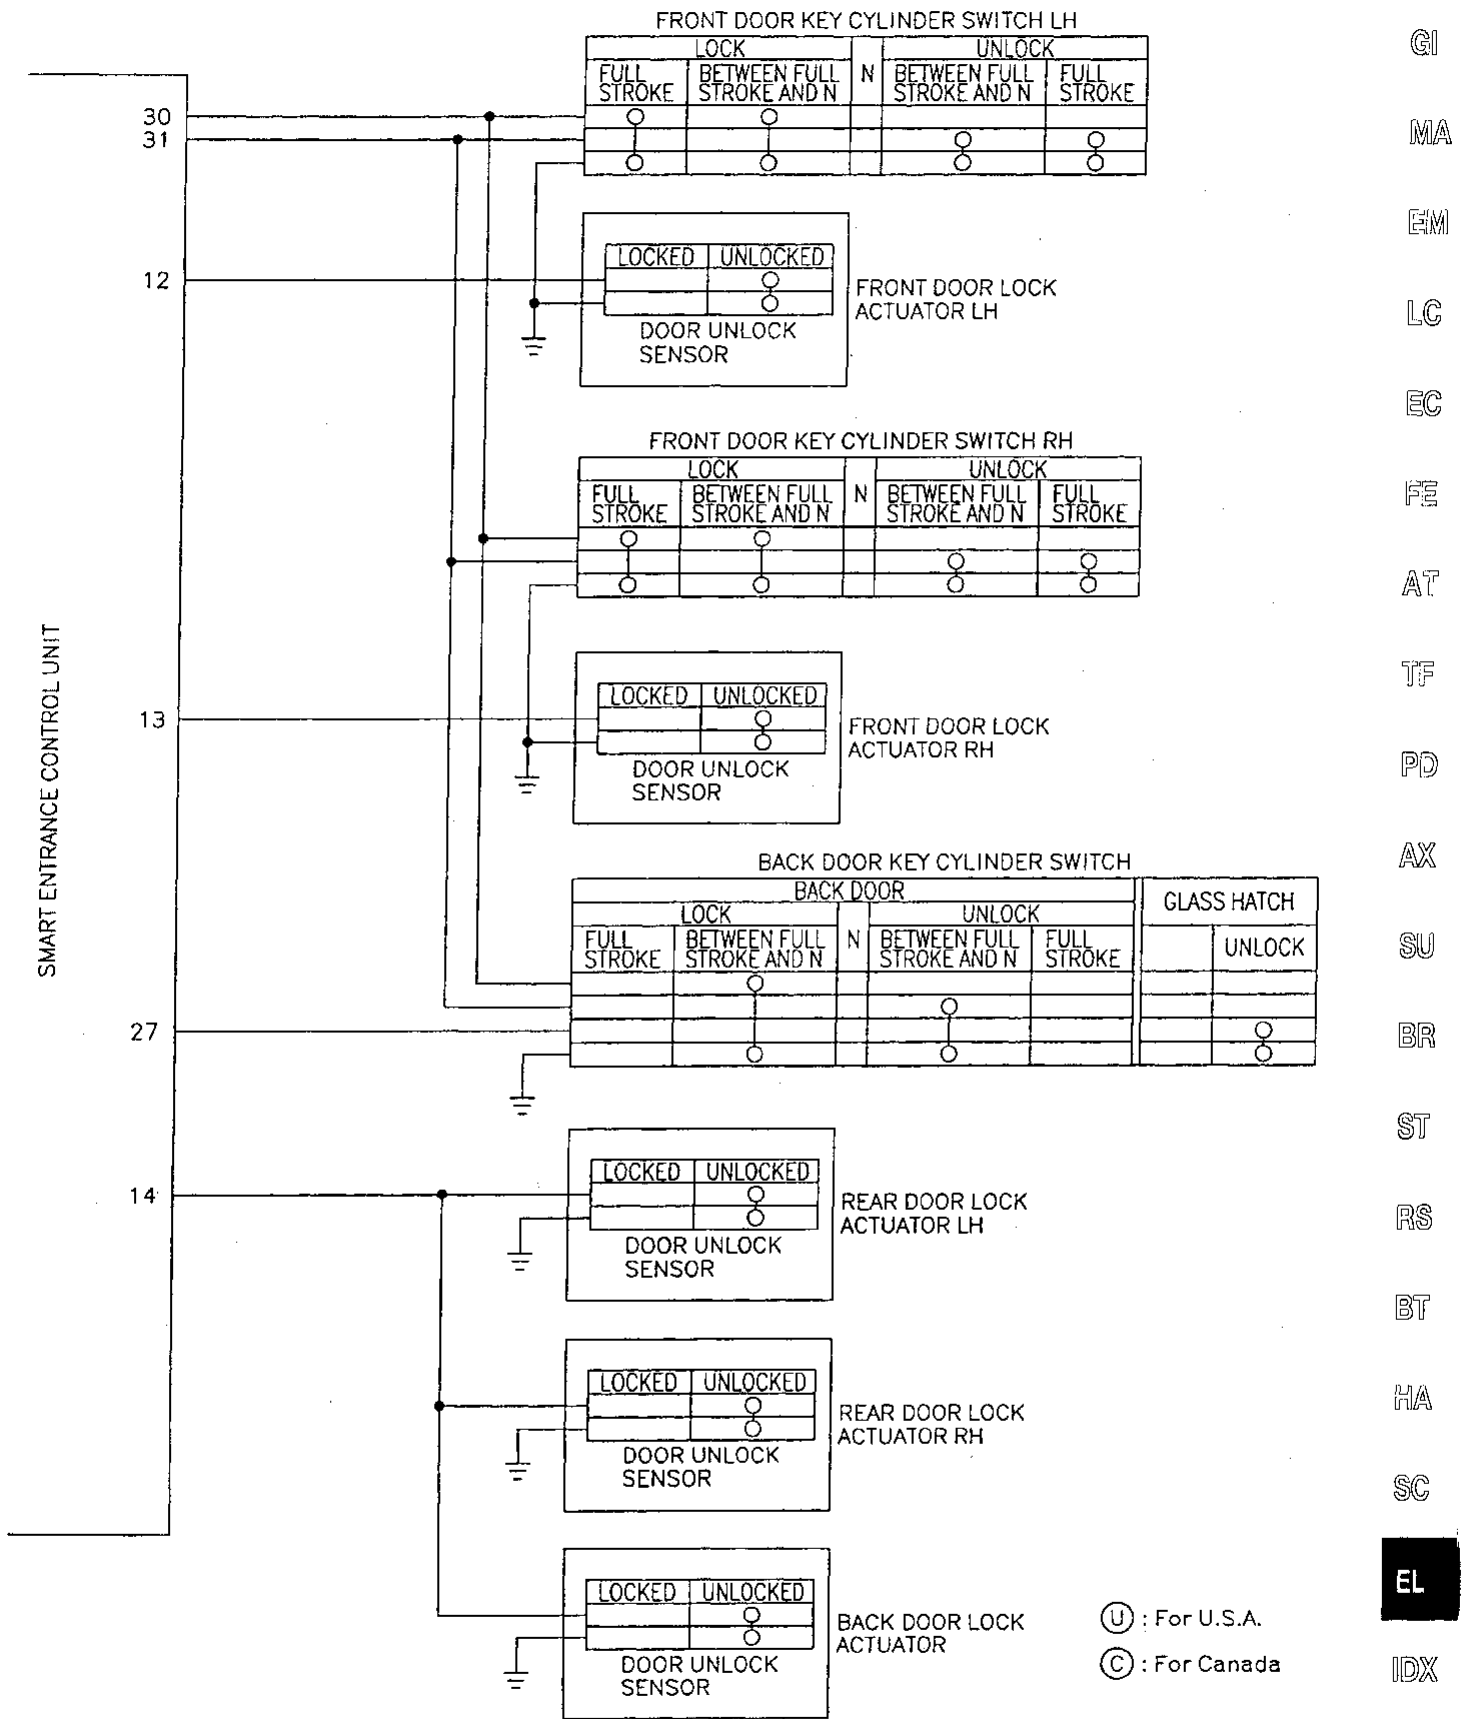 FRONT DOOR KEY CYLINDER SWITCH LH
LOCK
N
UNLOCK
FULL STROKE
BETWEEN FULL STROKE AND N
BETWEEN FULL STROKE AND N
FULL STROKE
30
31
12
LOCKED
UNLOCKED
DOOR UNLOCK
SENSOR
FRONT DOOR LOCK
ACTUATOR LH
FRONT DOOR KEY CYLINDER SWITCH RH
LOCK
N
UNLOCK
FULL STROKE
BETWEEN FULL STROKE AND N
BETWEEN FULL STROKE AND N
FULL STROKE
SMART ENTRANCE CONTROL UNIT
13
LOCKED
UNLOCKED
DOOR UNLOCK
SENSOR
FRONT DOOR LOCK
ACTUATOR RH
BACK DOOR KEY CYLINDER SWITCH
BACK DOOR
GLASS HATCH
LOCK
N
UNLOCK
FULL STROKE
BETWEEN FULL STROKE AND N
BETWEEN FULL STROKE AND N
FULL STROKE
UNLOCK
27
14
LOCKED
UNLOCKED
DOOR UNLOCK
SENSOR
REAR DOOR LOCK
ACTUATOR LH
LOCKED
UNLOCKED
DOOR UNLOCK
SENSOR
REAR DOOR LOCK
ACTUATOR RH
LOCKED
UNLOCKED
DOOR UNLOCK
SENSOR
BACK DOOR LOCK
ACTUATOR
U : For U.S.A.
C : For Canada
GI
MA
EM
LC
EC
FE
AT
TF
PD
AX
SU
BR
ST
RS
BT
HA
SC
EL
IDX